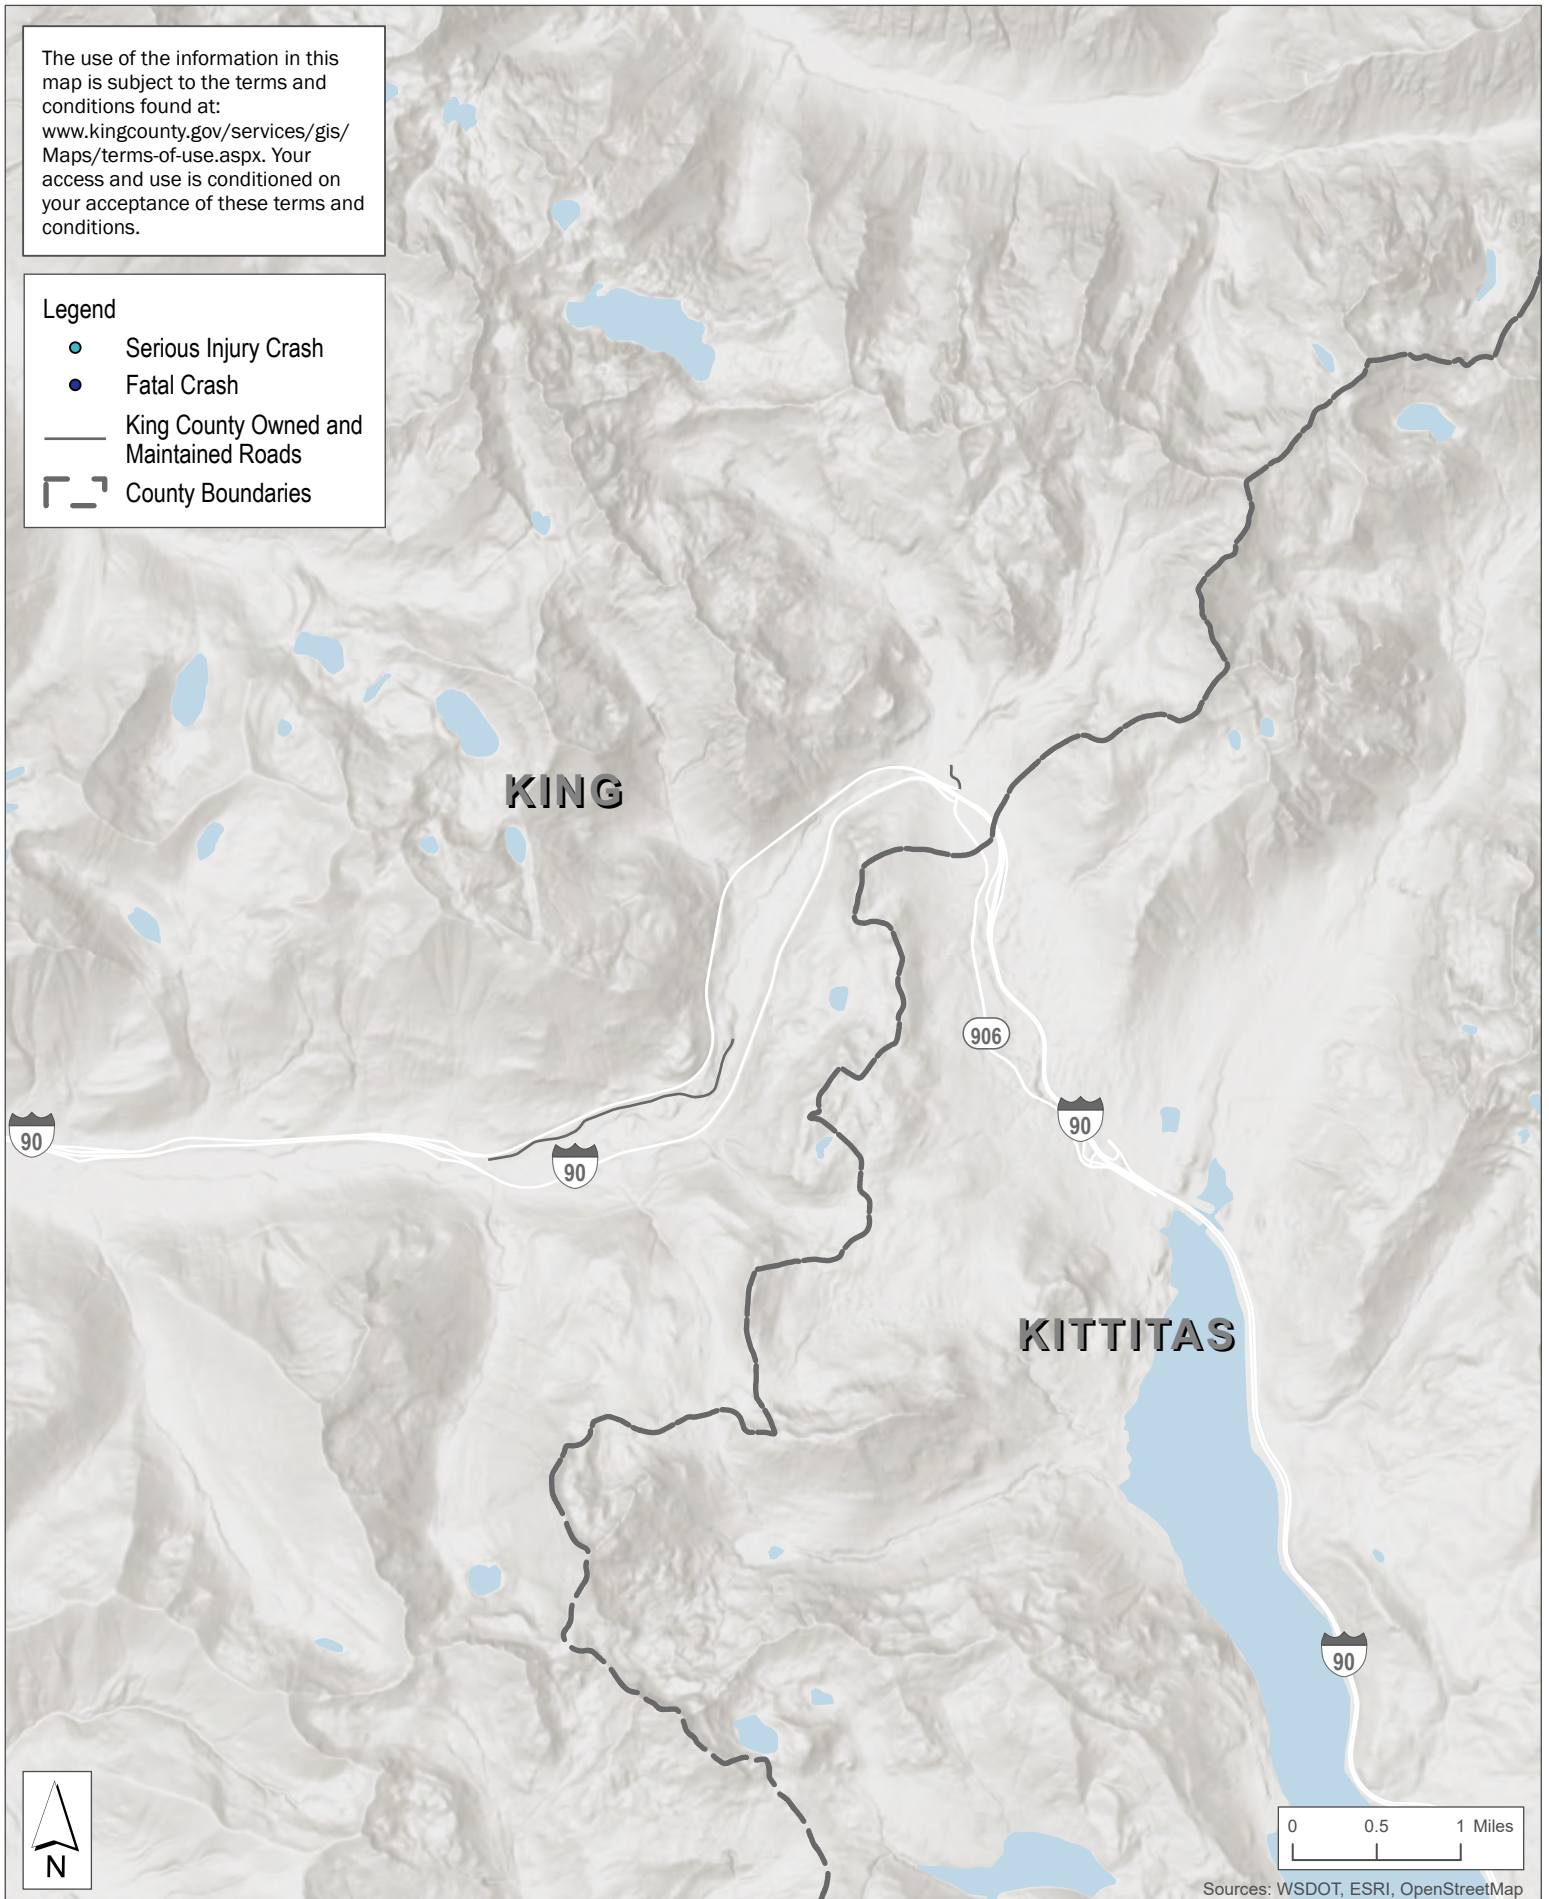 The use of the information in this
map is subject to the terms and
conditions found at:
www.kingcounty.gov/services/gis/
Maps/terms-of-use.aspx. Your
access and use is conditioned on
your acceptance of these terms and
conditions.
Legend
Serious Injury Crash
Fatal Crash
King County Owned and
Maintained Roads
County Boundaries
KING
906
90
90
90
KITTITAS
90
N
0 0.5 1 Miles
Sources: WSDOT, ESRI, OpenStreetMap